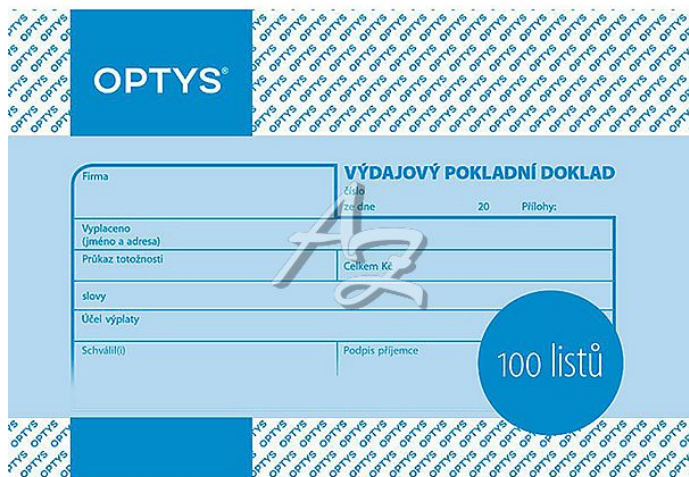 OPTYS®
Firma
VÝDAJOVÝ POKLADNÍ DOKLAD
číslo
ze dne 20 Přílohy:
Vyplaceno
(jméno a adresa)
Průkaz totožnosti
Celkem Kč
slovy
Účel výplaty
Schválil(i)
Podpis příjemce
100 listů
AZ